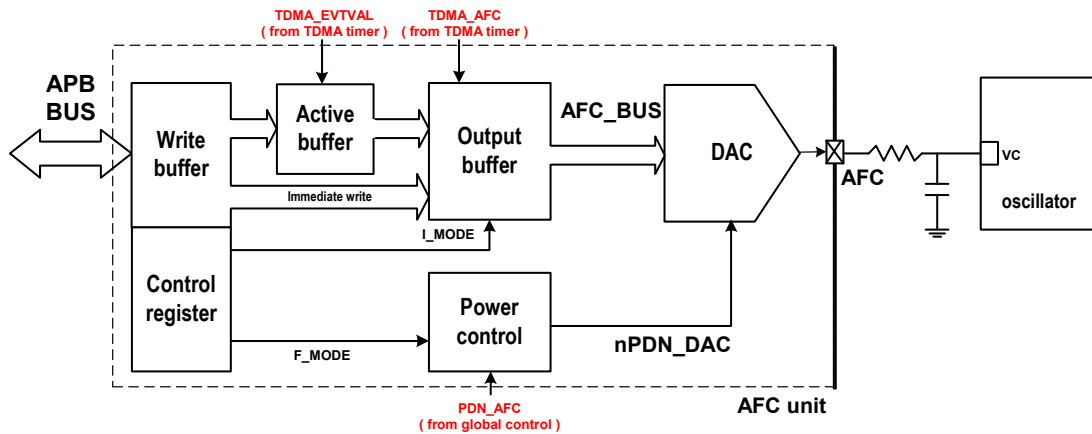 TDMA_EVTVAL
( from TDMA timer )
TDMA_AFC
( from TDMA timer )
APB
BUS
Write
buffer
Active
buffer
Output
buffer
AFC_BUS
DAC
AFC
VC
oscillator
Immediate write
I_MODE
Control
register
Power
control
F_MODE
nPDN_DAC
PDN_AFC
( from global control )
AFC unit